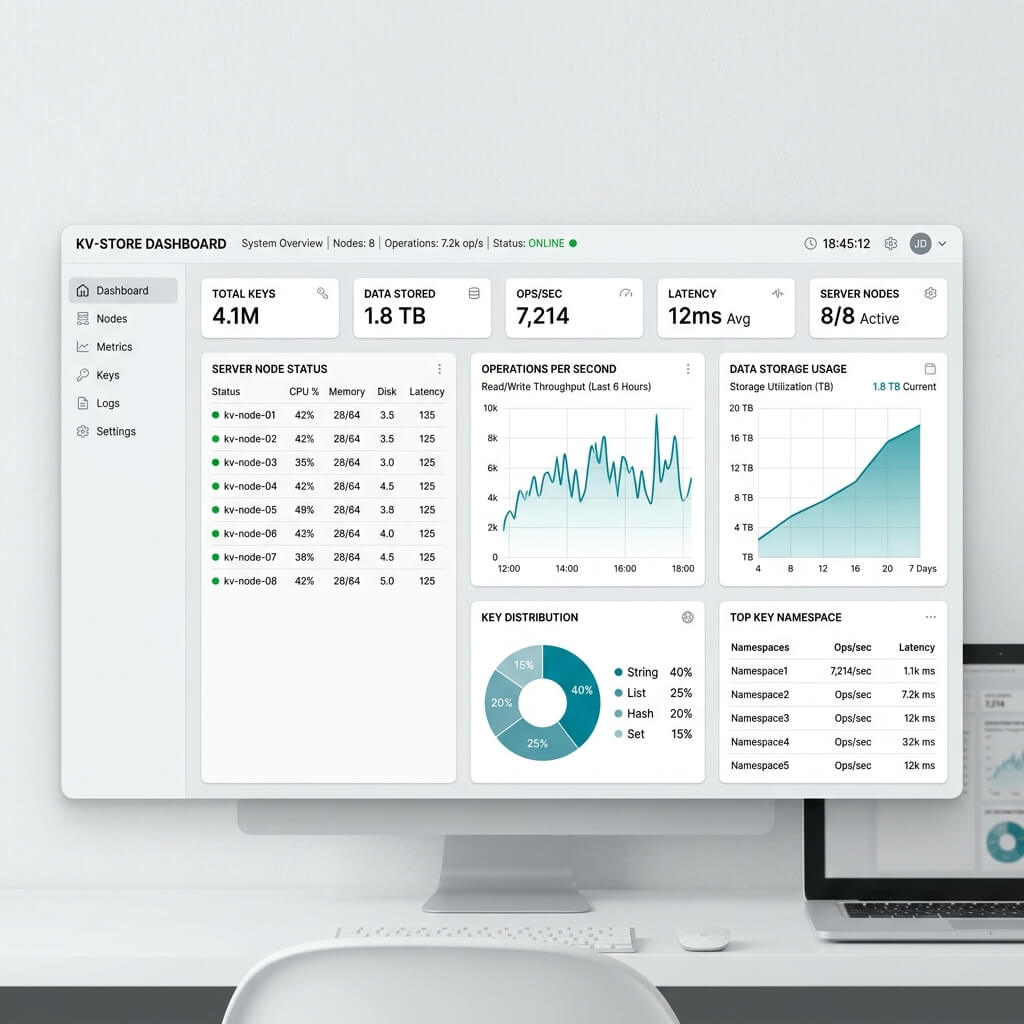 KV-STORE DASHBOARD System Overview | Nodes: 8 | Operations: 7.2k op/s | Status: ONLINE 18:45:12 JD
Dashboard
Nodes
Metrics
Keys
Logs
Settings
TOTAL KEYS
4.1M
DATA STORED
1.8 TB
OPS/SEC
7,214
LATENCY
12ms Avg
SERVER NODES
8/8 Active
SERVER NODE STATUS
Status CPU % Memory Disk Latency
kv-node-01 42% 28/64 3.5 135
kv-node-02 42% 28/64 3.5 125
kv-node-03 35% 28/64 3.0 125
kv-node-04 42% 28/64 4.5 125
kv-node-05 48% 28/64 3.8 125
kv-node-06 43% 28/64 4.0 125
kv-node-07 38% 28/64 4.5 125
kv-node-08 42% 28/64 5.0 125
OPERATIONS PER SECOND
Read/Write Throughput (Last 6 Hours)
10k
8k
6k
4k
2k
0
12:00 14:00 16:00 18:00
DATA STORAGE USAGE
Storage Utilization (TB) 1.8 TB Current
20 TB
16 TB
12 TB
8 TB
4 TB
TB
4 8 12 16 20 7 Days
KEY DISTRIBUTION
15%
40%
20%
25%
String 40%
List 25%
Hash 20%
Set 15%
TOP KEY NAMESPACE
Namespaces Ops/sec Latency
Namespace1 7,214/sec 1.1k ms
Namespace2 Ops/sec 7.2k ms
Namespace3 Ops/sec 12k ms
Namespace4 Ops/sec 32k ms
Namespace5 Ops/sec 12k ms
7,214